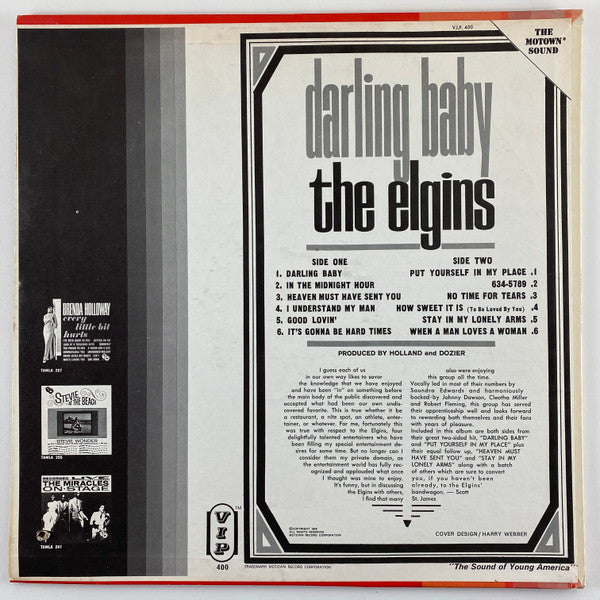 V.I.P. 400
THE
MOTOWN®
SOUND
darling baby
the elgins
SIDE ONE
1. DARLING BABY
2. IN THE MIDNIGHT HOUR
3. HEAVEN MUST HAVE SENT YOU
4. I UNDERSTAND MY MAN
5. GOOD LOVIN'
6. IT'S GONNA BE HARD TIMES
SIDE TWO
PUT YOURSELF IN MY PLACE .1
634-5789 .2
NO TIME FOR TEARS .3
HOW SWEET IT IS (To Be Loved By You) .4
STAY IN MY LONELY ARMS .5
WHEN A MAN LOVES A WOMAN .6
PRODUCED BY HOLLAND and DOZIER
I guess each of us
in our own way likes to savor
the knowledge that we have enjoyed
and have been "in" on something before
the main body of the public discovered and
accepted what had been our own undis-
covered favorite. This is true whether it be
a restaurant, a nite spot, an athlete, enter-
tainer, or whatever. For me, fortunately this
was true with respect to the Elgins, four
delightfully talented entertainers who have
been filling my special entertainment de-
sires for some time. But no longer can I
consider them my private domain, as
the entertainment world has fully rec-
ognized and applauded what once
I thought was mine to enjoy.
It's funny, but in discussing
the Elgins with others,
I find that many
also were enjoying
this group all the time.
Vocally led in most of their numbers by
Saundra Edwards and harmoniously
backed-by Johnny Dawson, Cleotha Miller
and Robert Fleming, this group has served
their apprenticeship well and looks forward
to rewarding both themselves and their fans
with years of pleasure.
Included in this album are both sides from
their great two-sided hit, "DARLING BABY"
and "PUT YOURSELF IN MY PLACE" plus
their equal follow up, "HEAVEN MUST
HAVE SENT YOU" and "STAY IN MY
LONELY ARMS" along with a batch
of others which are sure to convert
you, if you haven't been
already, to the Elgins'
bandwagon, — Scott
St. James
BRENDA HOLLOWAY
every
little bit
hurts
TAMLA 257
STEVIE
AT THE BEACH
STEVIE WONDER
TAMLA 255
RECORDED LIVE
THE MIRACLES
ON STAGE
TAMLA 241
VIP
TM
400
©COPYRIGHT 1966
ALL RIGHTS RESERVED
MOTOWN RECORD CORPORATION
COVER DESIGN / HARRY WEBBER
TRADEMARK MOTOWN RECORD CORPORATION
"The Sound of Young America"